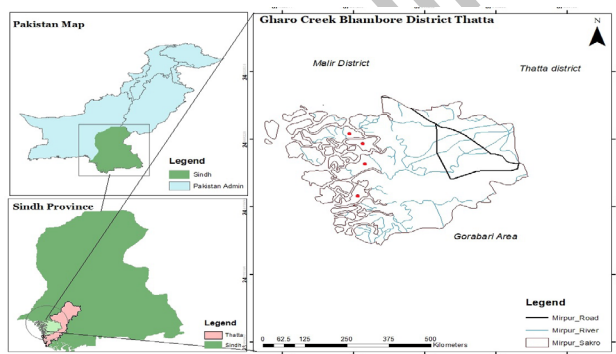 Pakistan Map
Legend
Sindh
Pakistan Admin
Sindh Province
Legend
Thatta
Sindh
Gharo Creek Bhambore District Thatta
N
Malir District
Thatta district
Gorabari Area
Legend
Mirpur_Road
Mirpur_River
Mirpur_Sakro
0 62.5 125 250 375 500
Kilometers